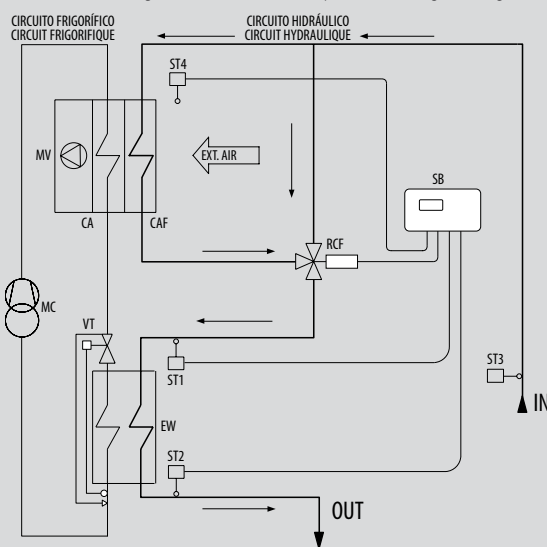 CIRCUITO FRIGORÍFICO
CIRCUIT FRIGORIFIQUE
CIRCUITO HIDRÁULICO
CIRCUIT HYDRAULIQUE
ST4
MV
EXT. AIR
SB
CA
CAF
RCF
MC
VT
ST1
ST3
IN
EW
ST2
OUT